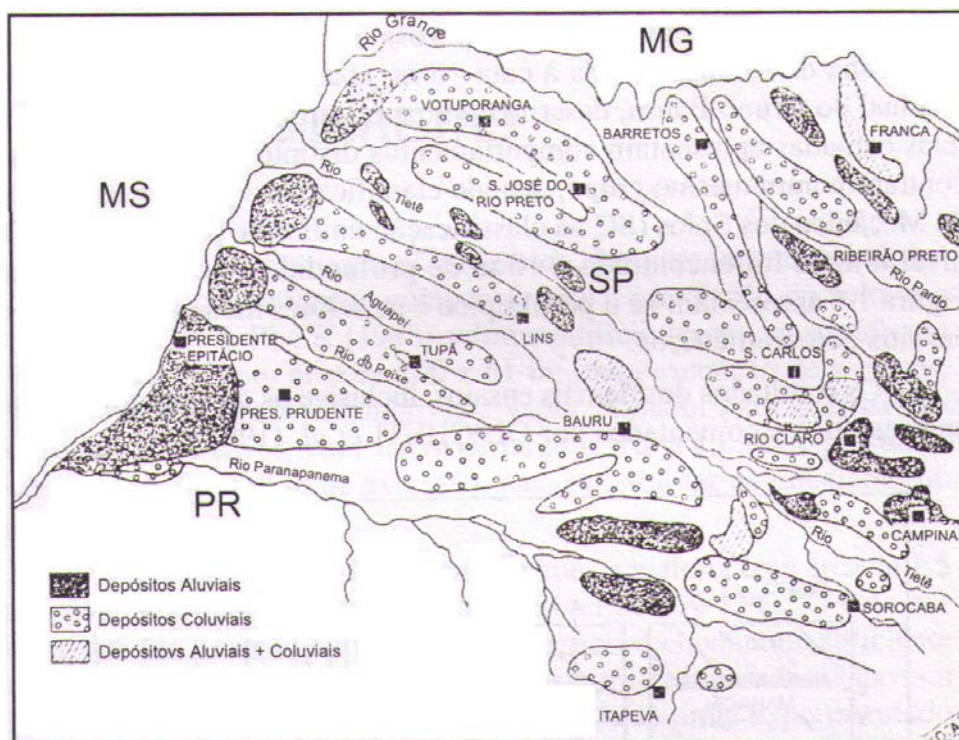 Rio Grande
MG
VOTUPORANGA
BARRETOS
FRANCA
MS
Rio
Tietê
S. JOSÉ DO
RIO PRETO
RIBEIRÃO PRETO
SP
Rio Pardo
Rio
Aguapeí
LINS
PRESIDENTE
EPITÁCIO
Rio do Peixe
TUPÃ
S. CARLOS
PRES. PRUDENTE
BAURU
RIO CLARO
Rio Paranapanema
PR
CAMPINA
Rio
Tietê
SOROCABA
Depósitos Aluviais
Depósitos Coluviais
Depósitovs Aluviais + Coluviais
ITAPEVA